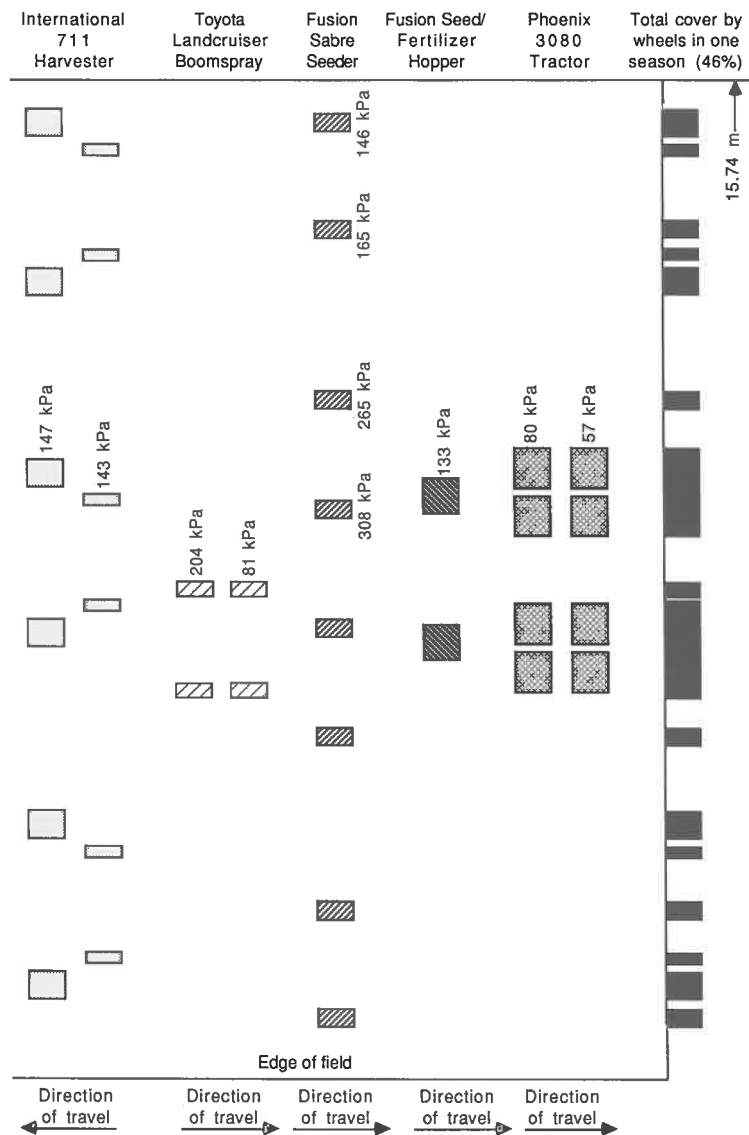 International
711
Harvester
Toyota
Landcruiser
Boomspray
Fusion
Sabre
Seeder
Fusion Seed/
Fertilizer
Hopper
Phoenix
3080
Tractor
Total cover by
wheels in one
season (46%)
146 kPa
15.74 m
165 kPa
265 kPa
147 kPa
143 kPa
308 kPa
133 kPa
80 kPa
57 kPa
204 kPa
81 kPa
Edge of field
Direction
of travel
Direction
of travel
Direction
of travel
Direction
of travel
Direction
of travel